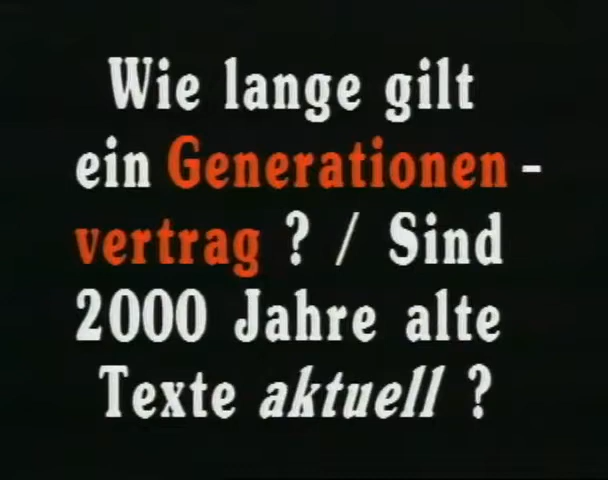 Wie lange gilt
ein Generationen -
vertrag ? / Sind
2000 Jahre alte
Texte aktuell ?